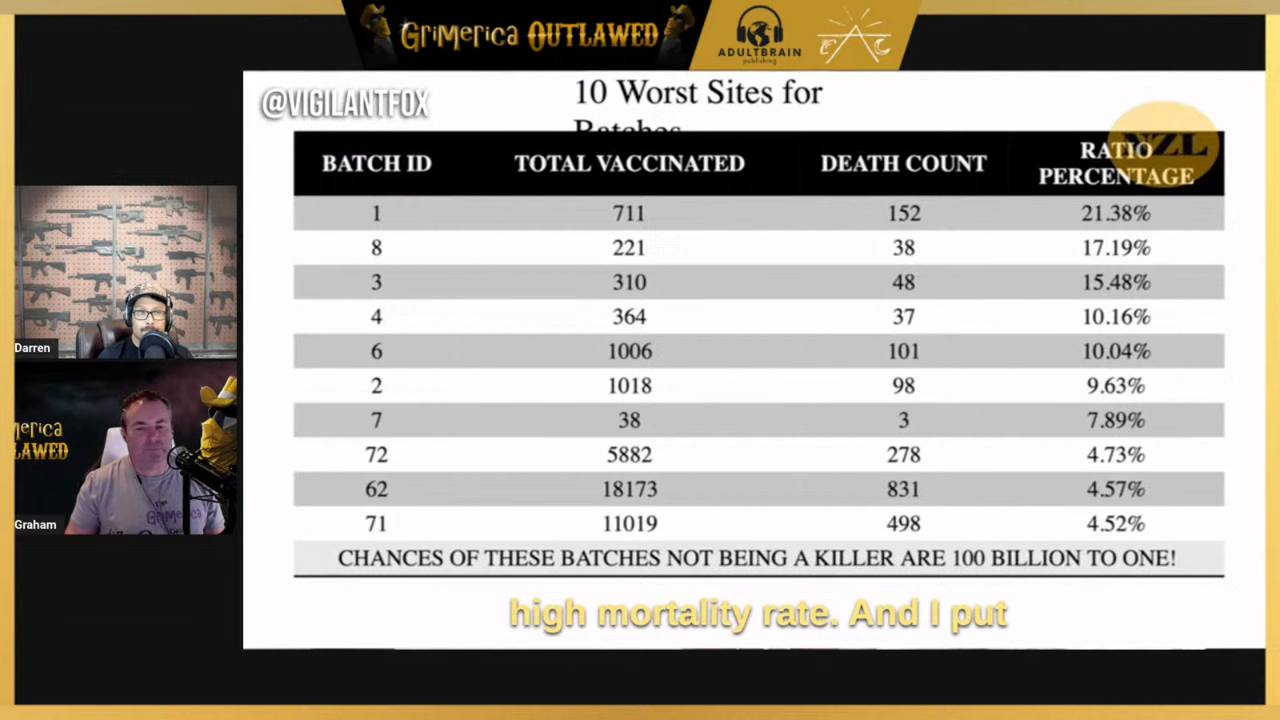 GRiMeRiCa OUTLAWED
ADULTBRAIN
publishing
@VIGILANTFOX
10 Worst Sites for
Batches
NZL
BATCH ID TOTAL VACCINATED DEATH COUNT RATIO PERCENTAGE
1 711 152 21.38%
8 221 38 17.19%
3 310 48 15.48%
4 364 37 10.16%
6 1006 101 10.04%
2 1018 98 9.63%
7 38 3 7.89%
72 5882 278 4.73%
62 18173 831 4.57%
71 11019 498 4.52%
CHANCES OF THESE BATCHES NOT BEING A KILLER ARE 100 BILLION TO ONE!
high mortality rate. And I put
Darren
merica
LAWED
Graham